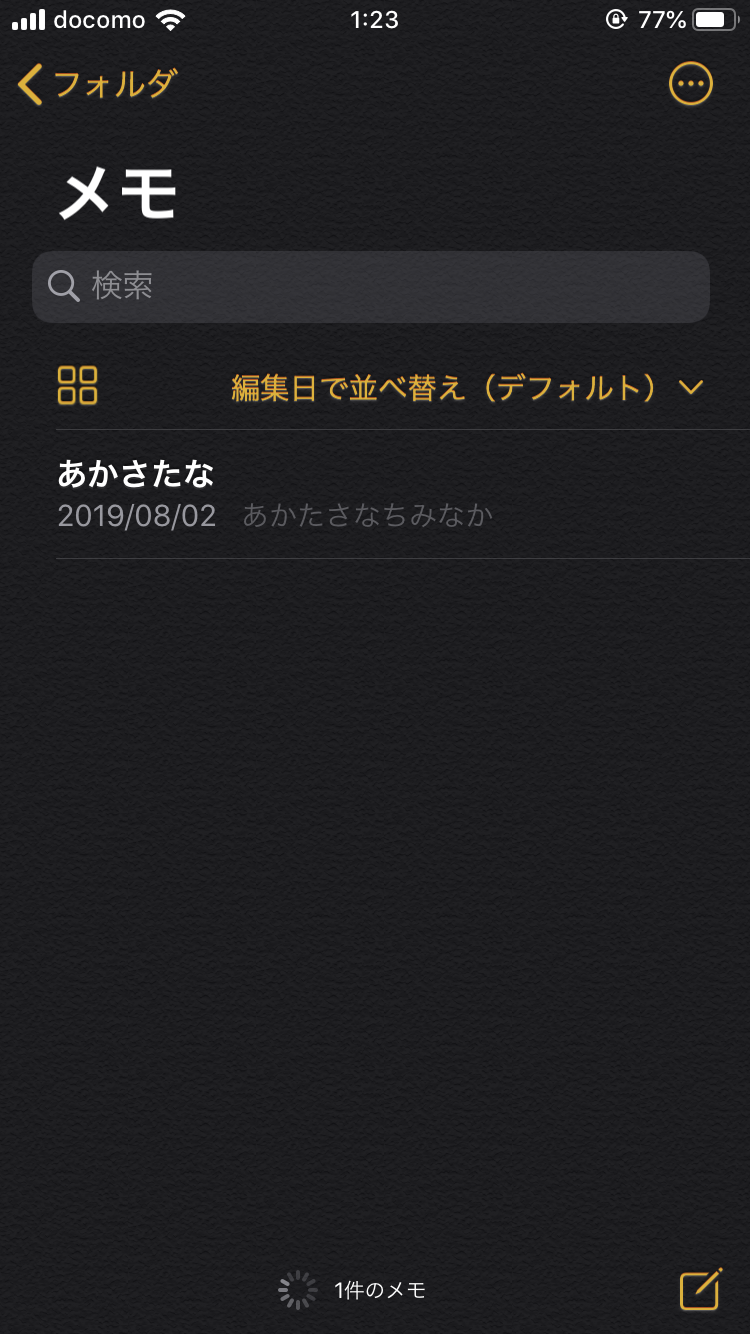 docomo 1:23 77%
フォルダ
メモ
検索
編集日で並べ替え（デフォルト）
あかさたな
2019/08/02 あかたさなちみなか
1件のメモ